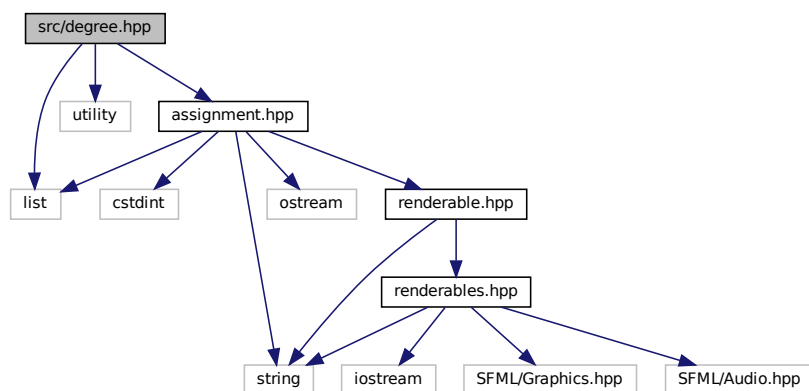 src/degree.hpp
utility
assignment.hpp
list
cstdint
ostream
renderable.hpp
renderables.hpp
string
iostream
SFML/Graphics.hpp
SFML/Audio.hpp